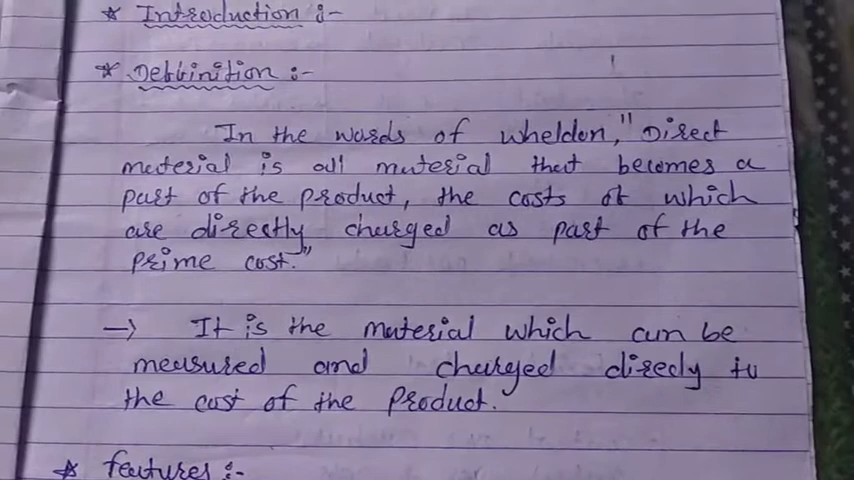 * Introduction :-
* Definition :-
In the words of wheldon, "Direct
material is all material that becomes a
part of the product, the costs of which
are directly charged as part of the
prime cost."
→ It is the material which can be
measured and charged direcly to
the cost of the product.
* features :-